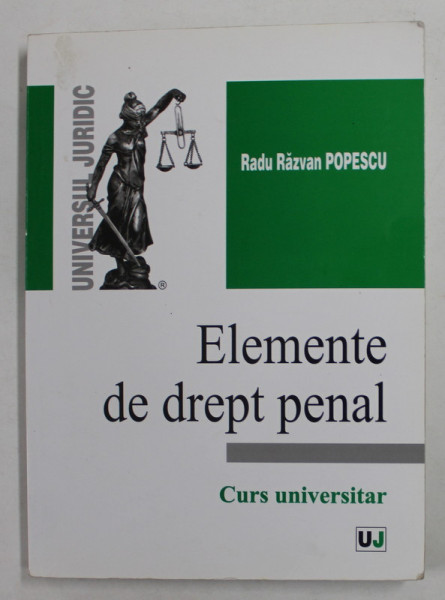 UNIVERSUL JURIDIC
®
Radu Răzvan POPESCU
Elemente
de drept penal
Curs universitar
UJ